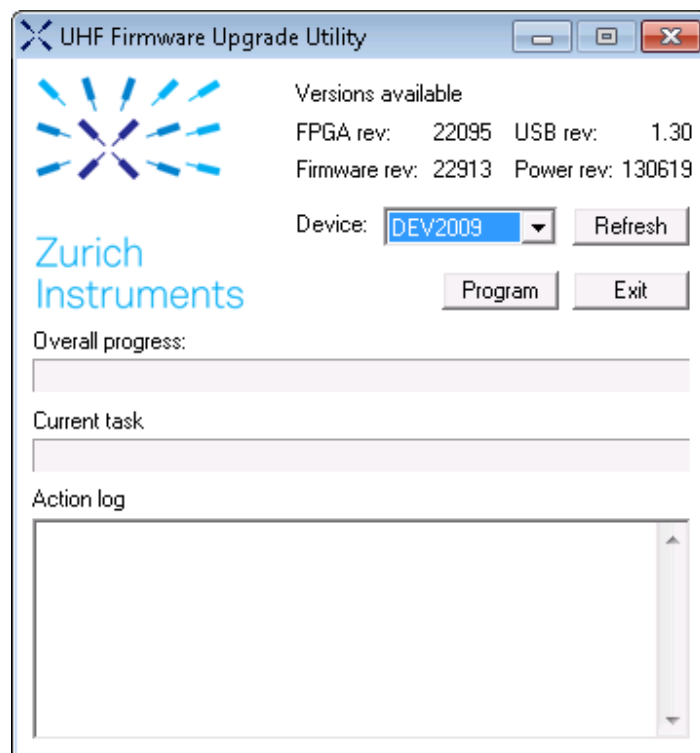 UHF Firmware Upgrade Utility
Versions available
FPGA rev: 22095 USB rev: 1.30
Firmware rev: 22913 Power rev: 130619
Device: DEV2009 Refresh
Zurich
Instruments
Program Exit
Overall progress:
Current task
Action log